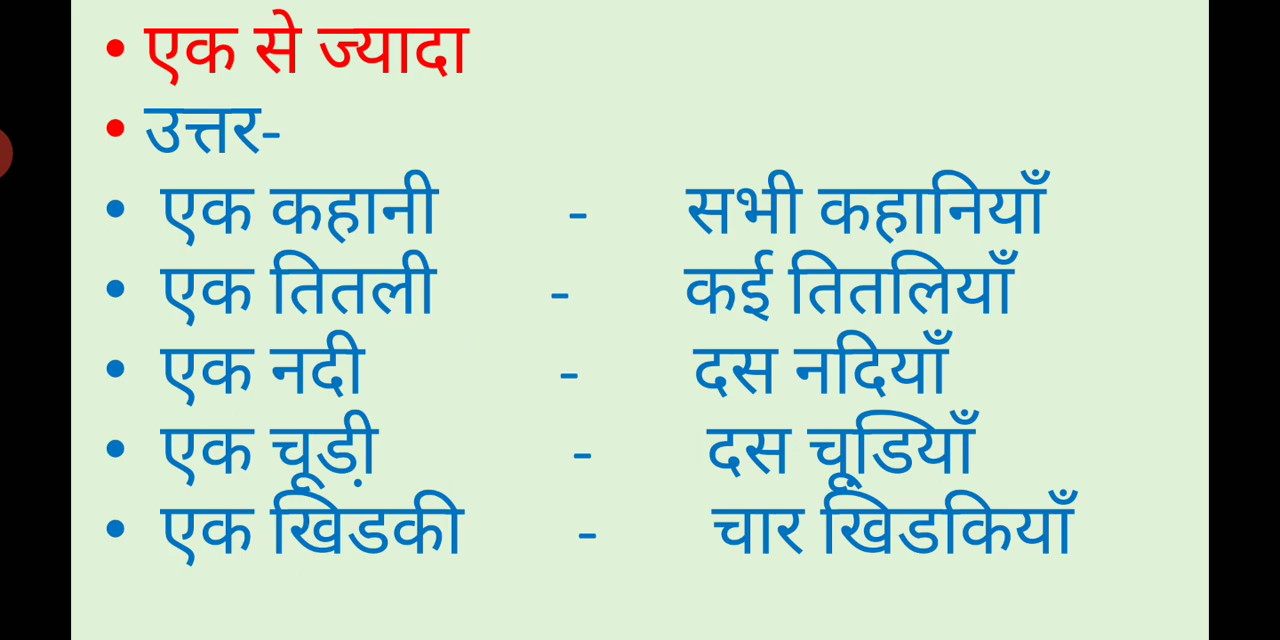 • एक से ज्यादा
• उत्तर-
• एक कहानी - सभी कहानियाँ
• एक तितली - कई तितलियाँ
• एक नदी - दस नदियाँ
• एक चूडी़ - दस चूडि़याँ
• एक खिडकी - चार खिडकियाँ